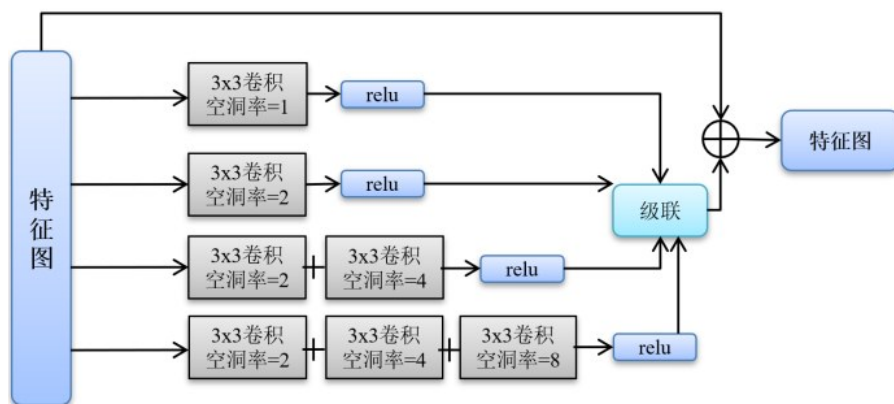 特征图
3x3卷积
空洞率=1
relu
3x3卷积
空洞率=2
relu
3x3卷积
空洞率=2
3x3卷积
空洞率=4
relu
3x3卷积
空洞率=2
3x3卷积
空洞率=4
3x3卷积
空洞率=8
relu
级联
特征图